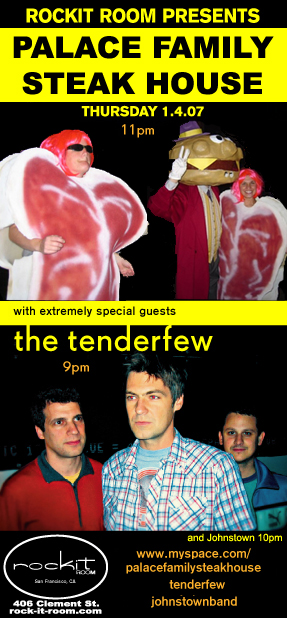 ROCKIT ROOM PRESENTS
PALACE FAMILY
STEAK HOUSE
THURSDAY 1.4.07
11pm
with extremely special guests
the tenderfew
9pm
and Johnstown 10pm
rockit
ROOM
San Francisco, CA
406 Clement St.
rock-it-room.com
www.myspace.com/
palacefamilysteakhouse
tenderfew
johnstownband